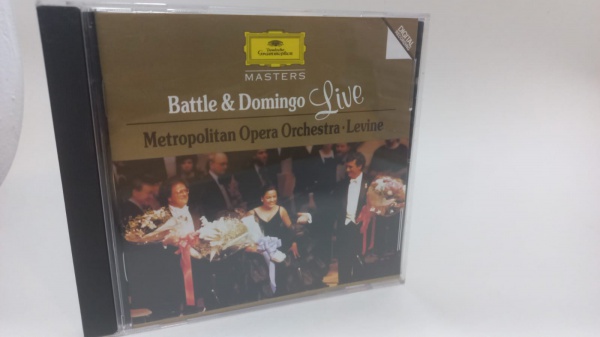 Deutsche
Grammophon
MASTERS
DIGITAL
Battle & Domingo Live
Metropolitan Opera Orchestra · Levine